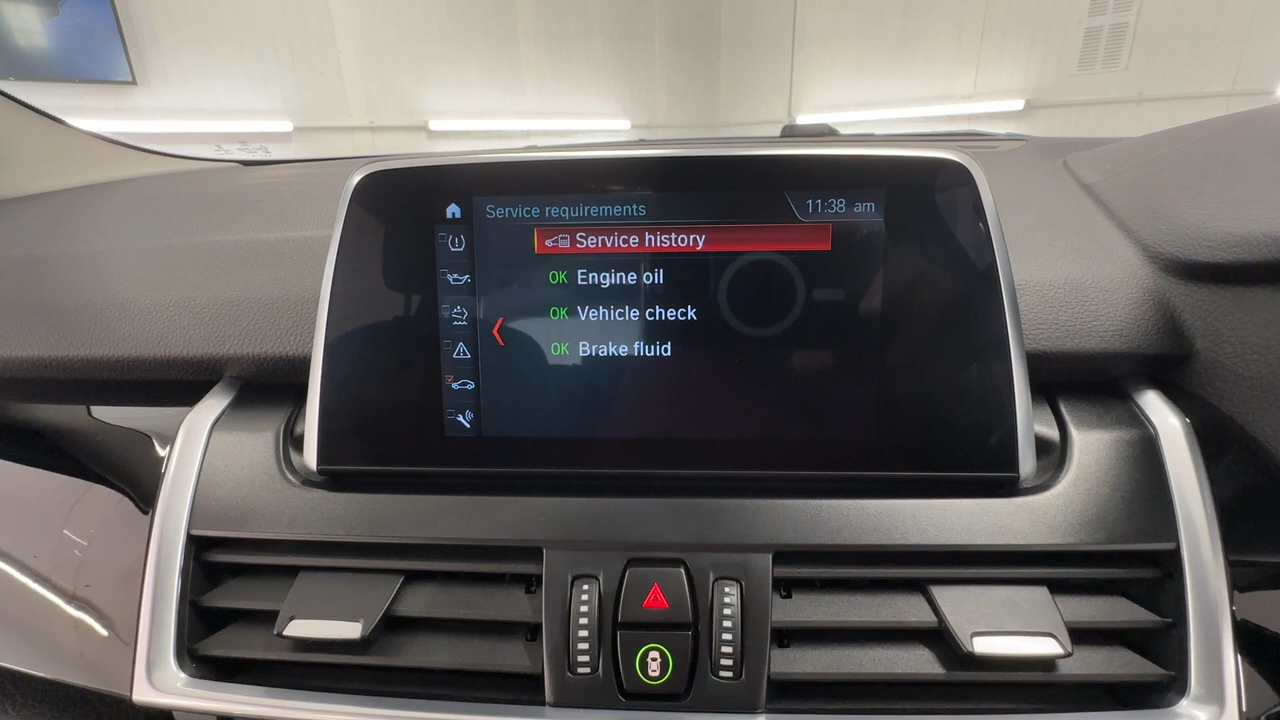 Service requirements
11:38 am
Service history
OK Engine oil
OK Vehicle check
OK Brake fluid